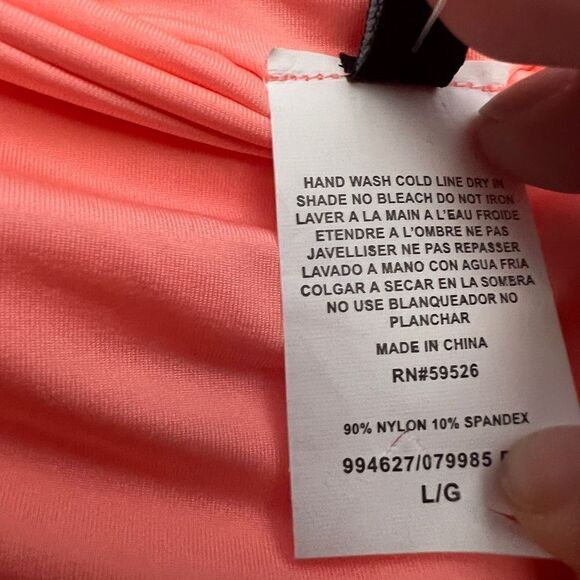 HAND WASH COLD LINE DRY IN
SHADE NO BLEACH DO NOT IRON
LAVER A LA MAIN A L'EAU FROIDE
ETENDRE A L'OMBRE NE PAS
JAVELLISER NE PAS REPASSER
LAVADO A MANO CON AGUA FRIA
COLGAR A SECAR EN LA SOMBRA
NO USE BLANQUEADOR NO
PLANCHAR
MADE IN CHINA
RN#59526
90% NYLON 10% SPANDEX
994627/079985
L/G